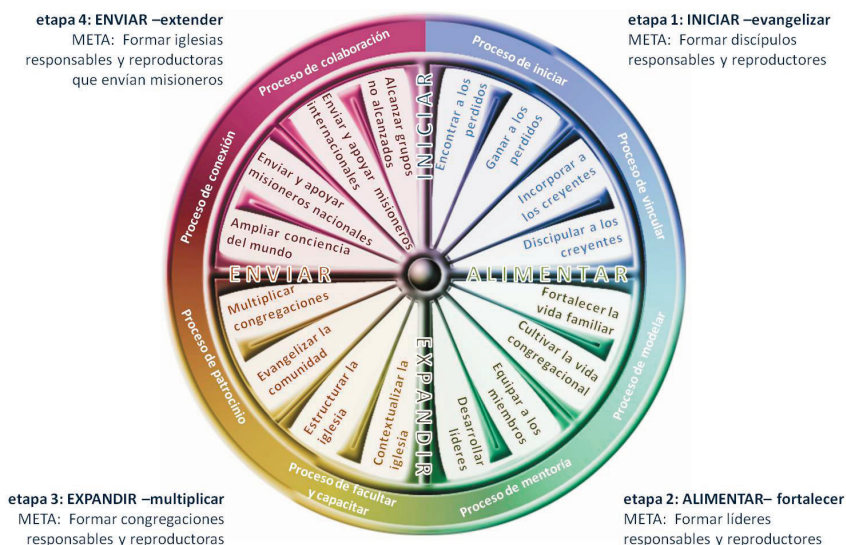 etapa 4: ENVIAR –extender
META: Formar iglesias
responsables y reproductoras
que envían misioneros
etapa 1: INICIAR –evangelizar
META: Formar discípulos
responsables y reproductores
Proceso de colaboración
Proceso de iniciar
Proceso de conexión
Proceso de vincular
Proceso de patrocinio
Proceso de modelar
Proceso de facultar
y capacitar
Proceso de mentoría
INICIAR
Encontrar a los
perdidos
Ganar a los
perdidos
Incorporar a
los creyentes
Discipular a los
creyentes
ALIMENTAR
Fortalecer la
vida familiar
Cultivar la vida
congregacional
Equipar a los
miembros
Desarrollar
líderes
EXPANDIR
Contextualizar la
iglesia
Estructurar la
iglesia
Evangelizar la
comunidad
Multiplicar
congregaciones
ENVIAR
Ampliar conciencia
del mundo
Enviar y apoyar
misioneros nacionales
Enviar y apoyar misioneros
internacionales
Alcanzar grupos
no alcanzados
etapa 3: EXPANDIR –multiplicar
META: Formar congregaciones
responsables y reproductoras
etapa 2: ALIMENTAR– fortalecer
META: Formar líderes
responsables y reproductores